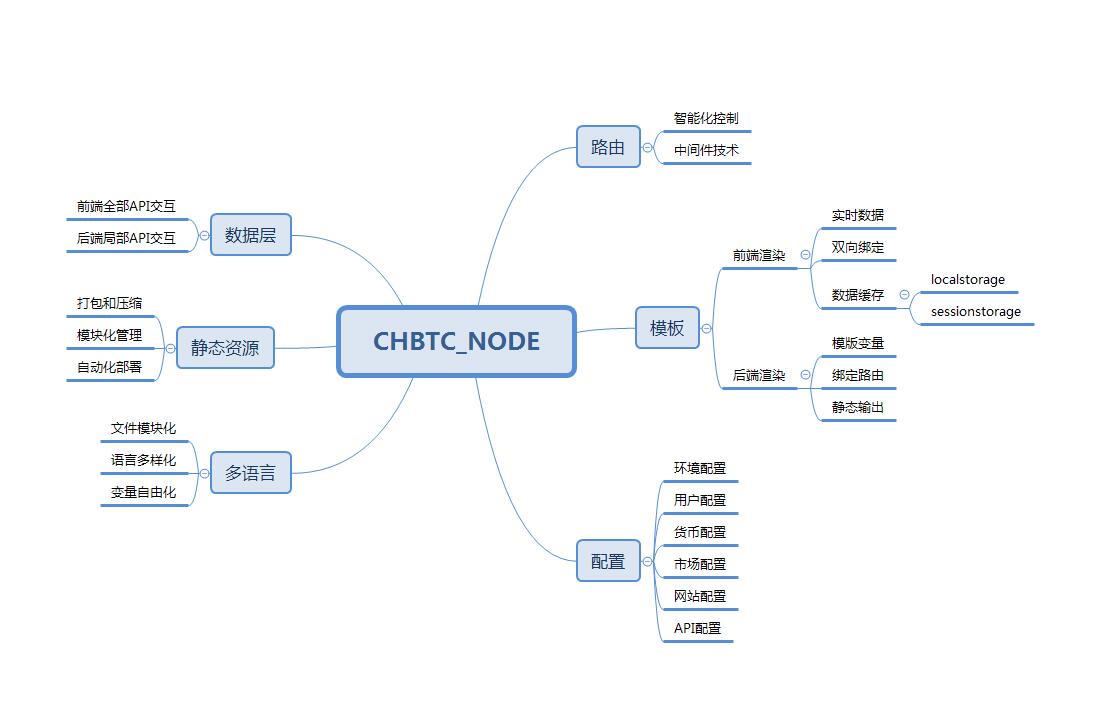 CHBTC_NODE
路由
智能化控制
中间件技术
模板
前端渲染
实时数据
双向绑定
数据缓存
localstorage
sessionstorage
后端渲染
模版变量
绑定路由
静态输出
配置
环境配置
用户配置
货币配置
市场配置
网站配置
API配置
数据层
前端全部API交互
后端局部API交互
静态资源
打包和压缩
模块化管理
自动化部署
多语言
文件模块化
语言多样化
变量自由化